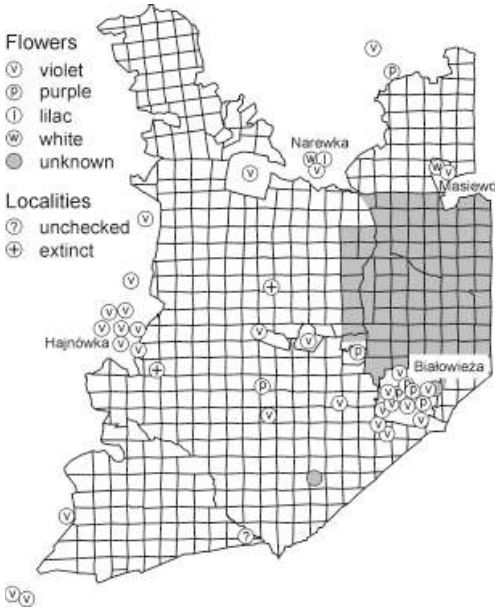 Flowers
v violet
p purple
l lilac
w white
unknown
Localities
? unchecked
+ extinct
v
p
Narewka
w l
v
v
w v
Masiewo
v
v
+
v v
v v v
v v
Hajnówka
v
v
p
+
Białowieża
p
v
v
v
?
v v